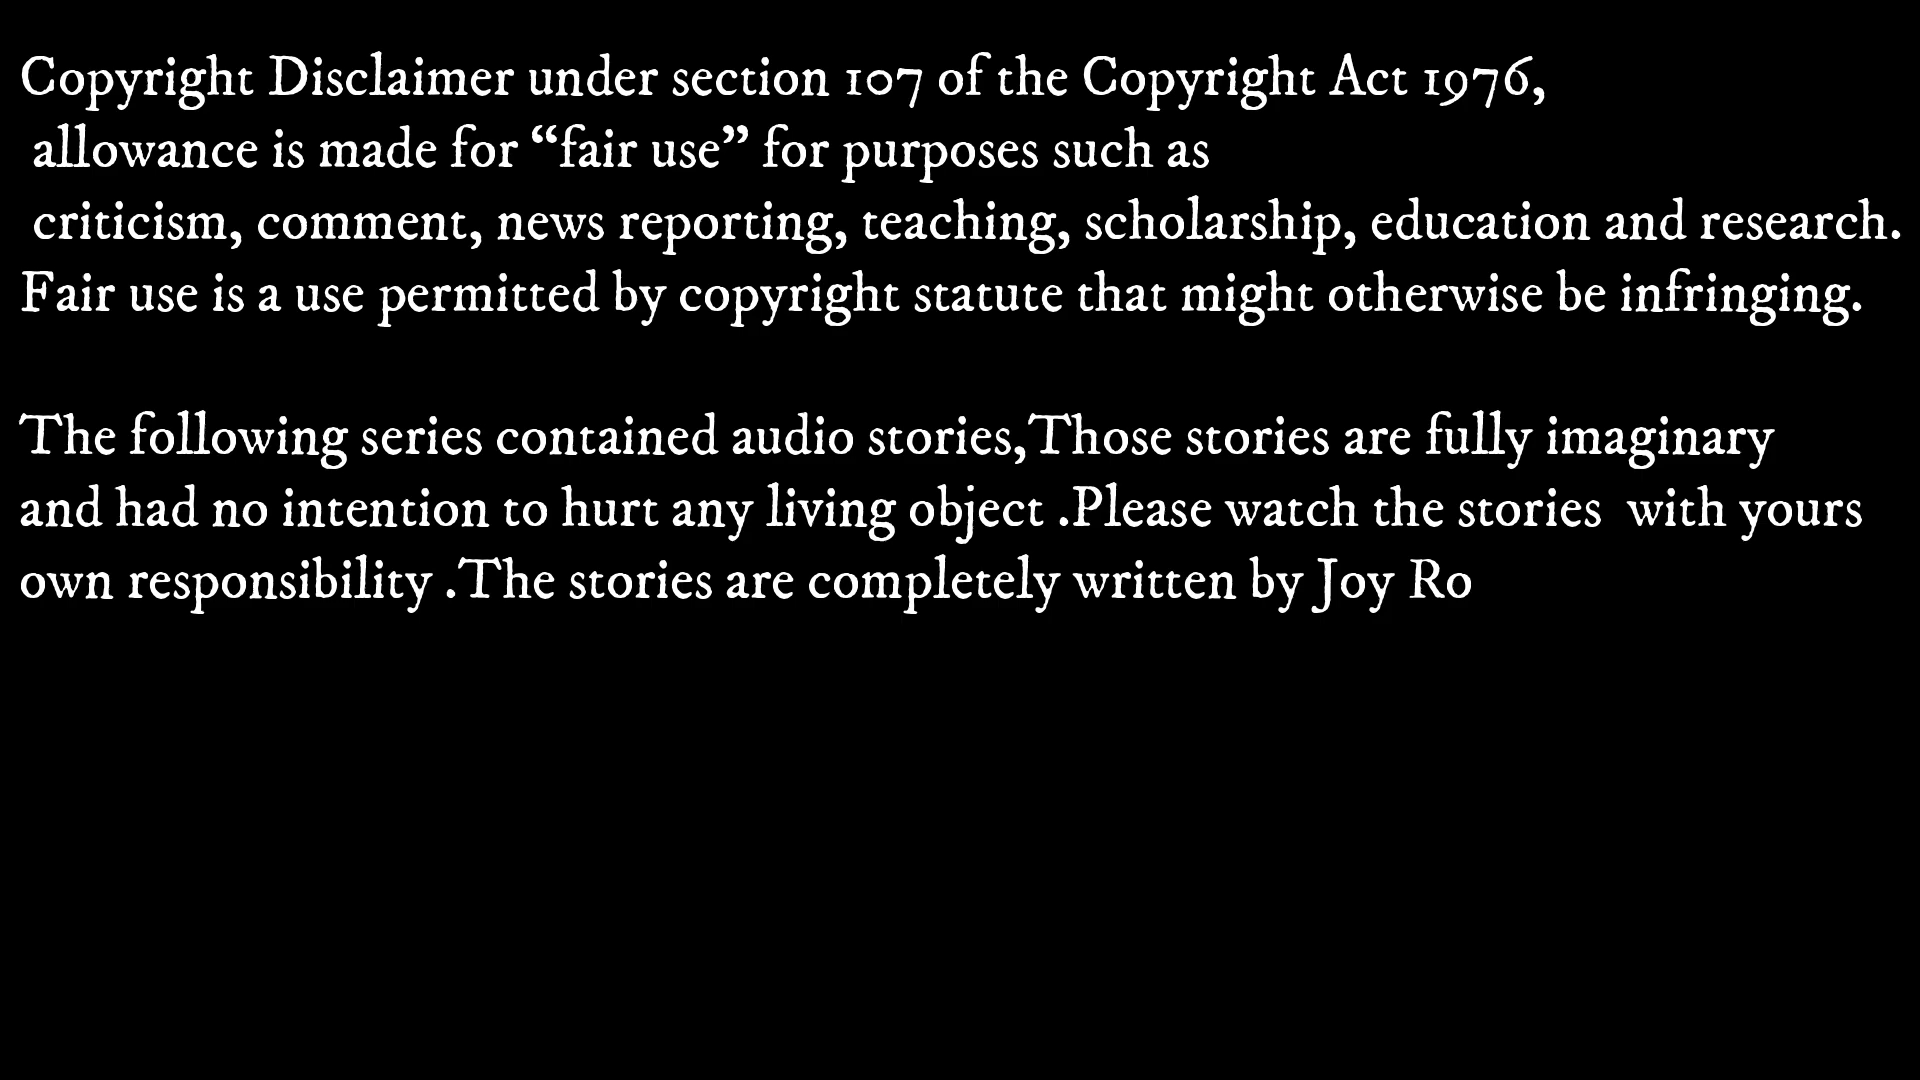 Copyright Disclaimer under section 107 of the Copyright Act 1976,
allowance is made for “fair use” for purposes such as
criticism, comment, news reporting, teaching, scholarship, education and research.
Fair use is a use permitted by copyright statute that might otherwise be infringing.
The following series contained audio stories,Those stories are fully imaginary
and had no intention to hurt any living object .Please watch the stories  with yours
own responsibility .The stories are completely written by Joy Ro